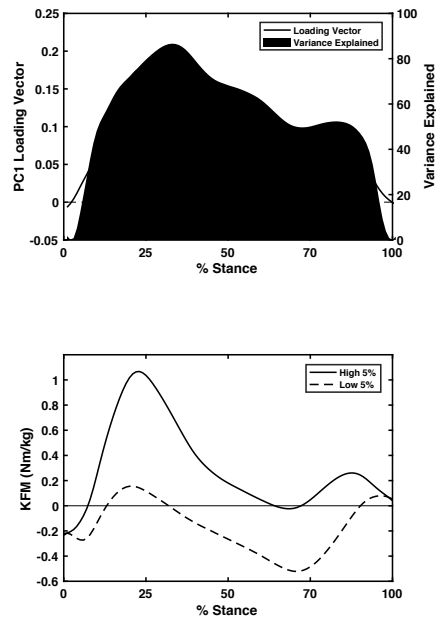 0.25
0.2
0.15
0.1
0.05
0
-0.05
PC1 Loading Vector
100
80
60
40
20
0
Variance Explained
Loading Vector
Variance Explained
0 25 50 70 100
% Stance
1
0.8
0.6
0.4
0.2
0
-0.2
-0.4
-0.6
KFM (Nm/kg)
High 5%
Low 5%
0 25 50 70 100
% Stance